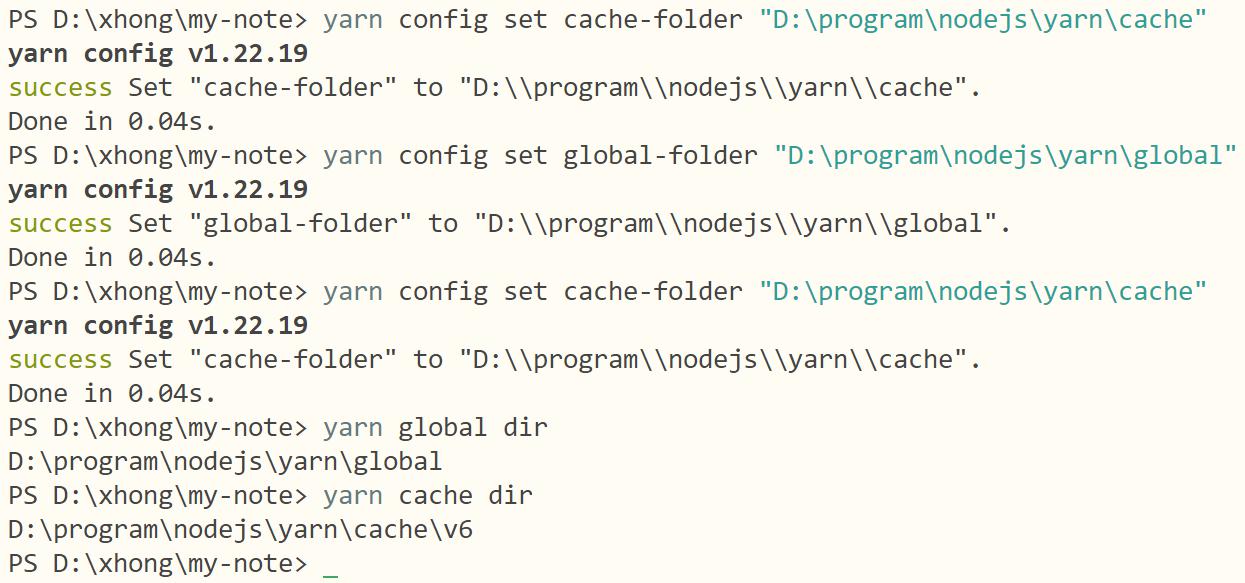 PS D:\xhong\my-note> yarn config set cache-folder "D:\program\nodejs\yarn\cache"
yarn config v1.22.19
success Set "cache-folder" to "D:\\program\\nodejs\\yarn\\cache".
Done in 0.04s.
PS D:\xhong\my-note> yarn config set global-folder "D:\program\nodejs\yarn\global"
yarn config v1.22.19
success Set "global-folder" to "D:\\program\\nodejs\\yarn\\global".
Done in 0.04s.
PS D:\xhong\my-note> yarn config set cache-folder "D:\program\nodejs\yarn\cache"
yarn config v1.22.19
success Set "cache-folder" to "D:\\program\\nodejs\\yarn\\cache".
Done in 0.04s.
PS D:\xhong\my-note> yarn global dir
D:\program\nodejs\yarn\global
PS D:\xhong\my-note> yarn cache dir
D:\program\nodejs\yarn\cache\v6
PS D:\xhong\my-note> _